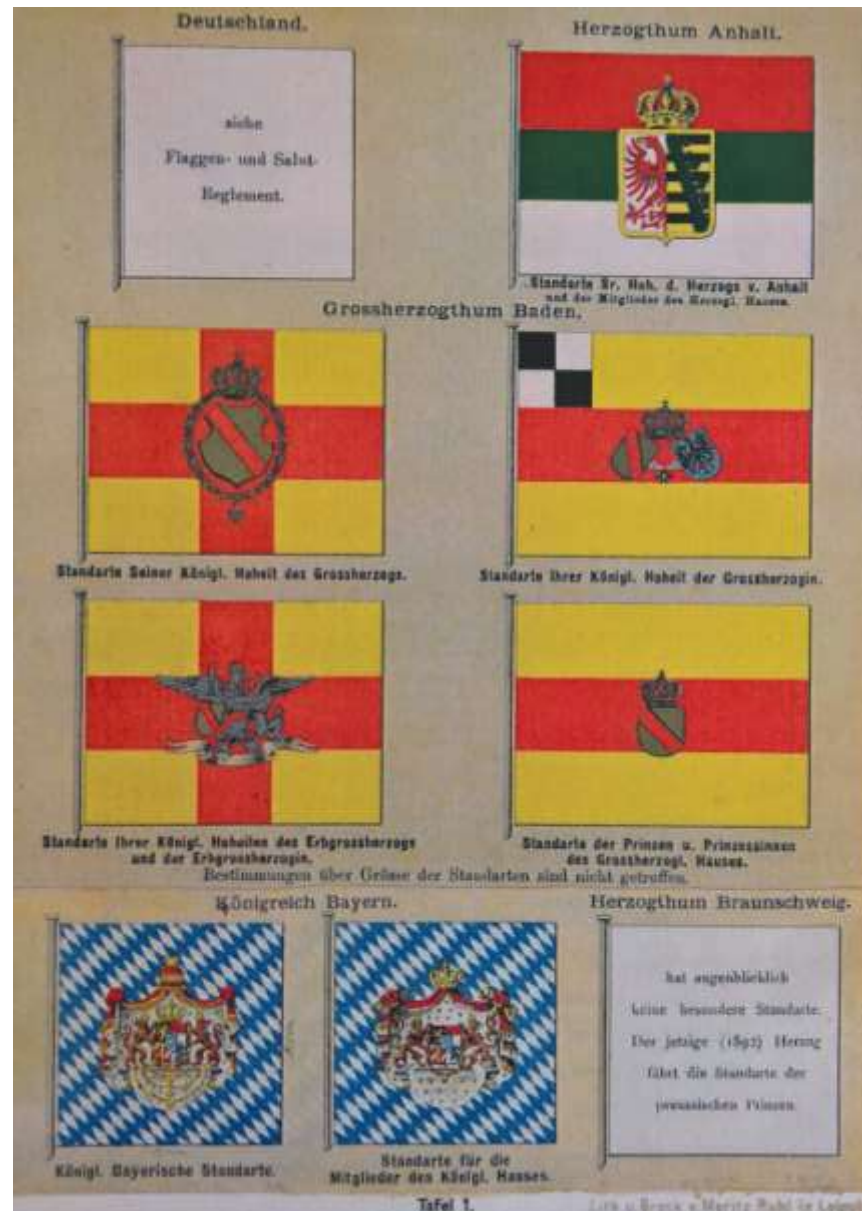 Deutschland.
siehe
Flaggen- und Salut-
Reglement.
Herzogthum Anhalt.
Standarte Sr. Hoh. d. Herzogs v. Anhalt
und der Mitglieder des Herzogl. Hauses.
Grossherzogthum Baden.
Standarte Seiner Königl. Hoheit des Grossherzogs.
Standarte Ihrer Königl. Hoheit der Grossherzogin.
Standarte Ihrer Königl. Hoheiten des Erbgrossherzogs
und der Erbgrossherzogin.
Standarte der Prinzen u. Prinzessinnen
des Grossherzogl. Hauses.
Bestimmungen über Grösse der Standarten sind nicht getroffen.
Königreich Bayern.
Königl. Bayerische Standarte.
Standarte für die
Mitglieder des Königl. Hauses.
Herzogthum Braunschweig.
hat augenblicklich
keine besondere Standarte.
Der jetzige (1892) Herzog
führt die Standarte der
preussischen Prinzen
Tafel 1.
Moritz Ruhl in